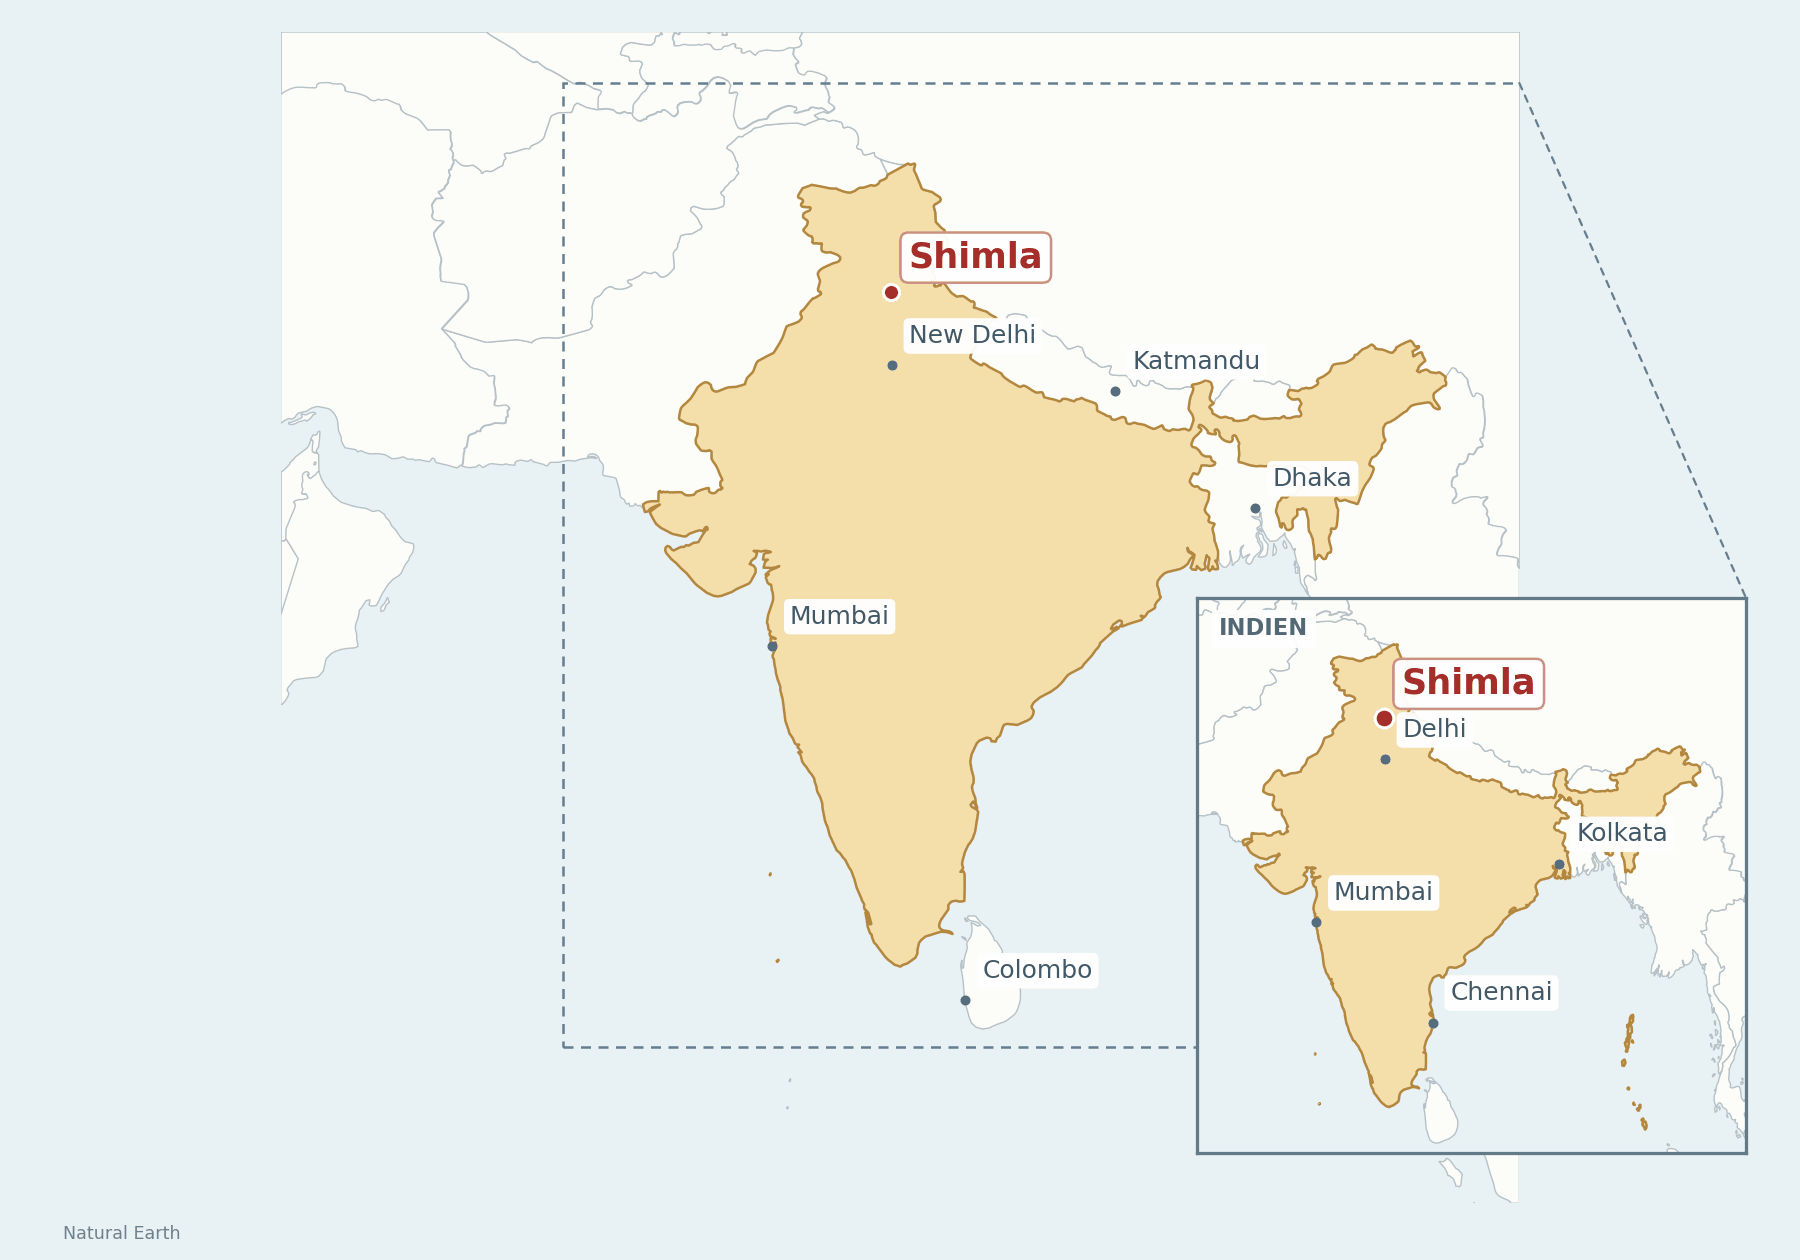 Shimla
New Delhi
Katmandu
Dhaka
Mumbai
Colombo
INDIEN
Shimla
Delhi
Kolkata
Mumbai
Chennai
Natural Earth